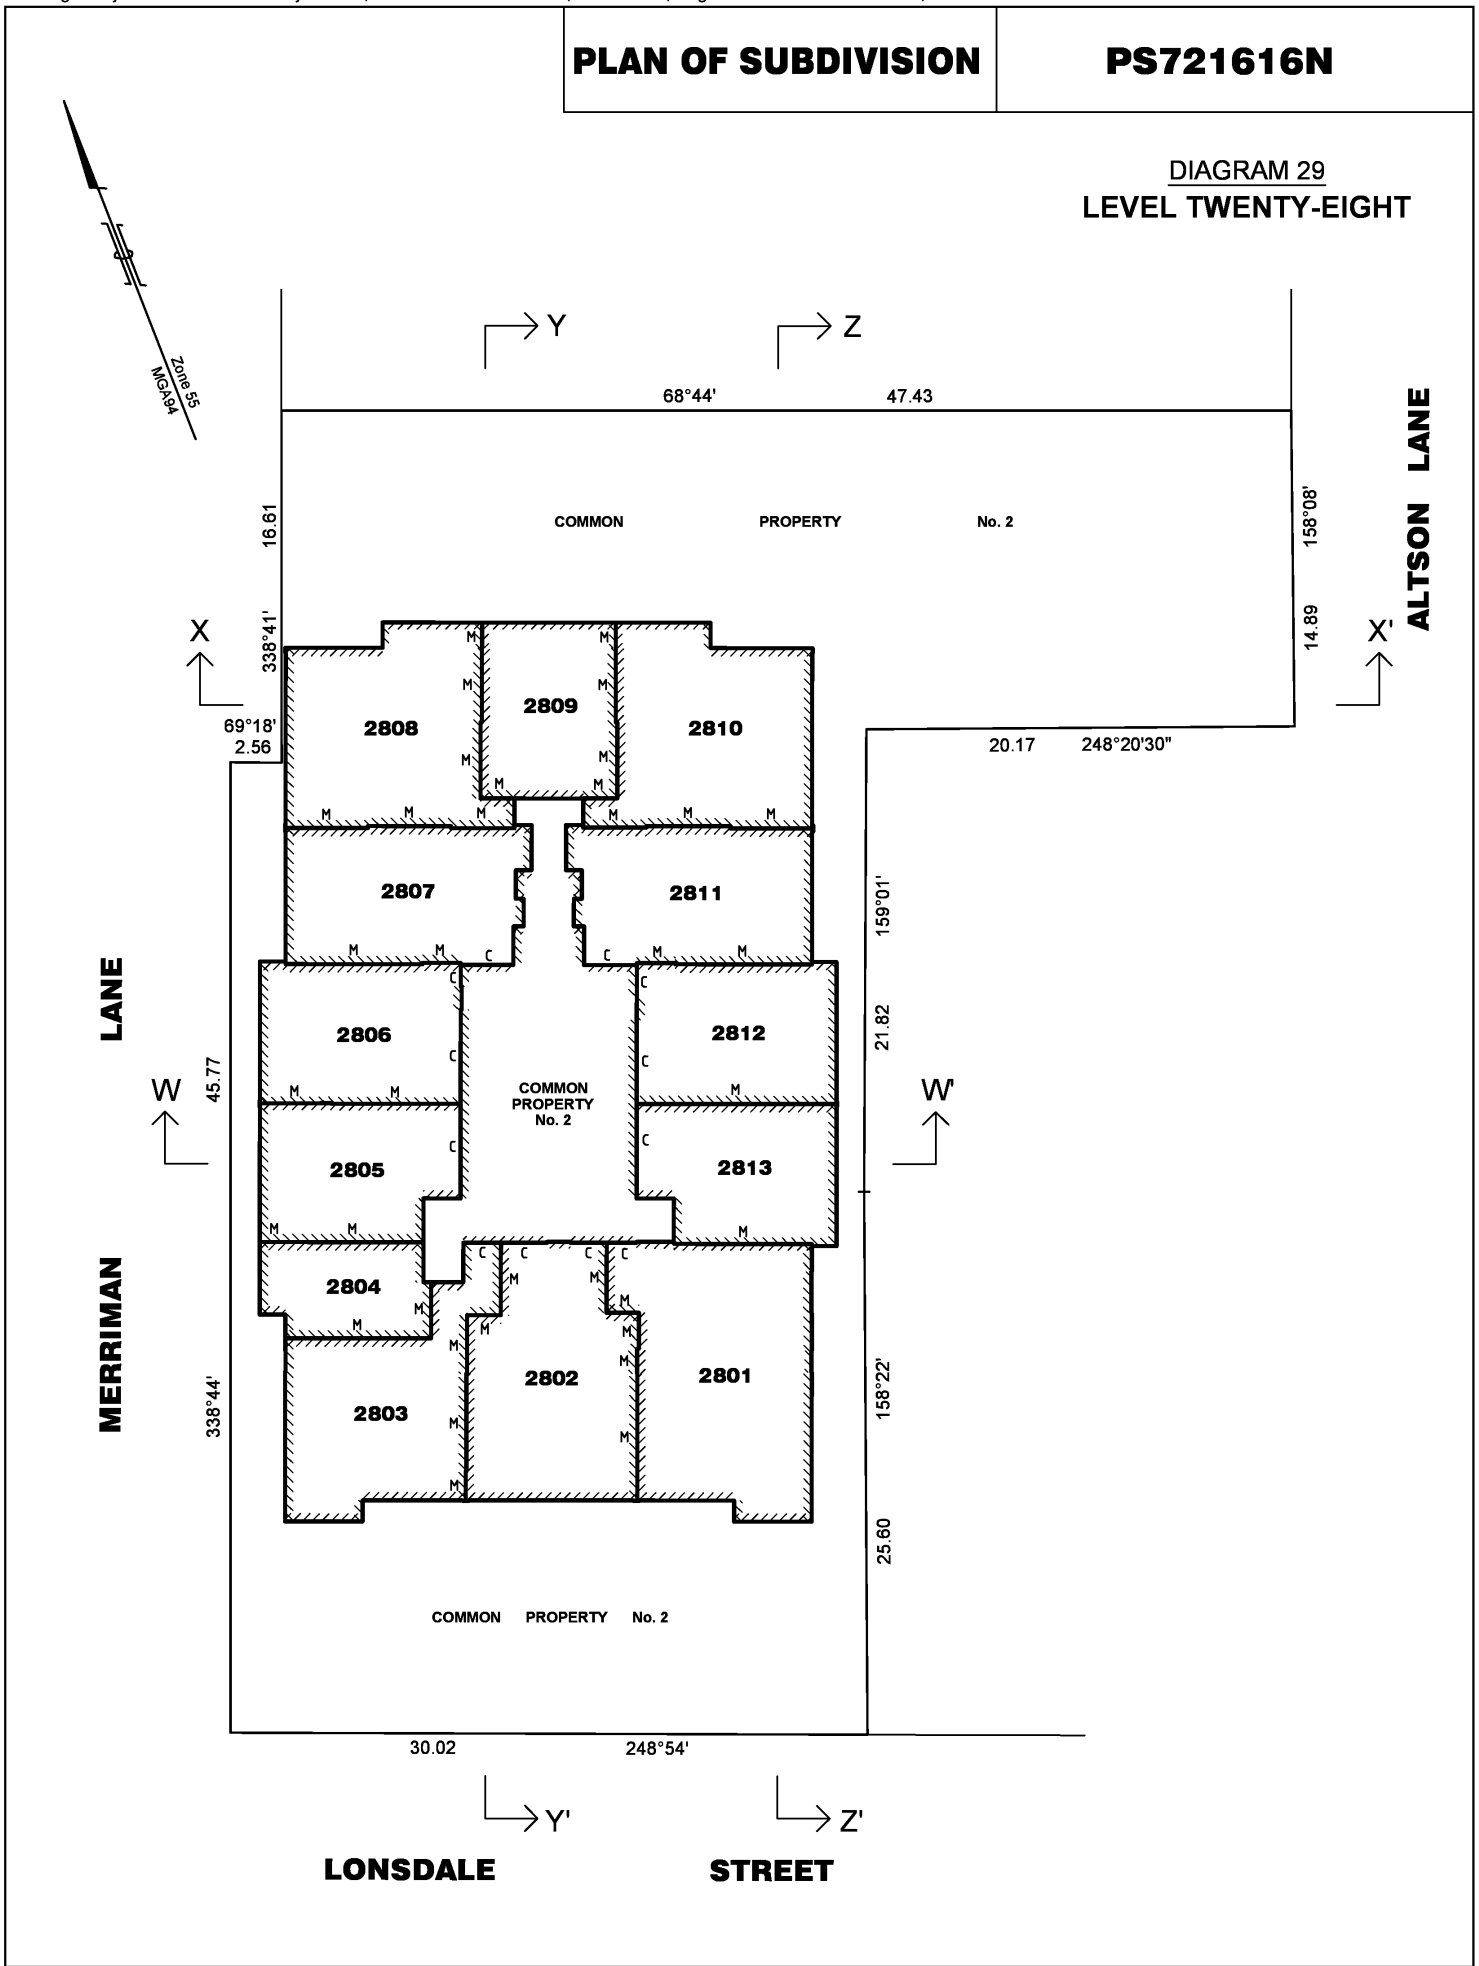 PLAN OF SUBDIVISION
PS721616N
DIAGRAM 29
LEVEL TWENTY-EIGHT
Zone 55
MGA94
Y
Z
68°44'
47.43
16.61
338°41'
COMMON PROPERTY No. 2
158°08'
14.89
ALTSON LANE
X
X'
69°18'
2.56
20.17
248°20'30"
M
M
M
M
M
M
M
M
2808
2809
2810
M
M
M
M
M
M
2807
2811
159°01'
M
M
C
C
M
M
C
C
2806
2812
21.82
C
C
M
M
M
COMMON
PROPERTY
No. 2
MERRIMAN LANE
45.77
338°44'
W
W'
C
C
2805
2813
M
M
M
C
C
C
C
2804
M
M
M
M
M
M
M
M
M
2803
2802
2801
M
M
M
M
158°22'
25.60
COMMON PROPERTY No. 2
30.02
248°54'
Y'
Z'
LONSDALE STREET